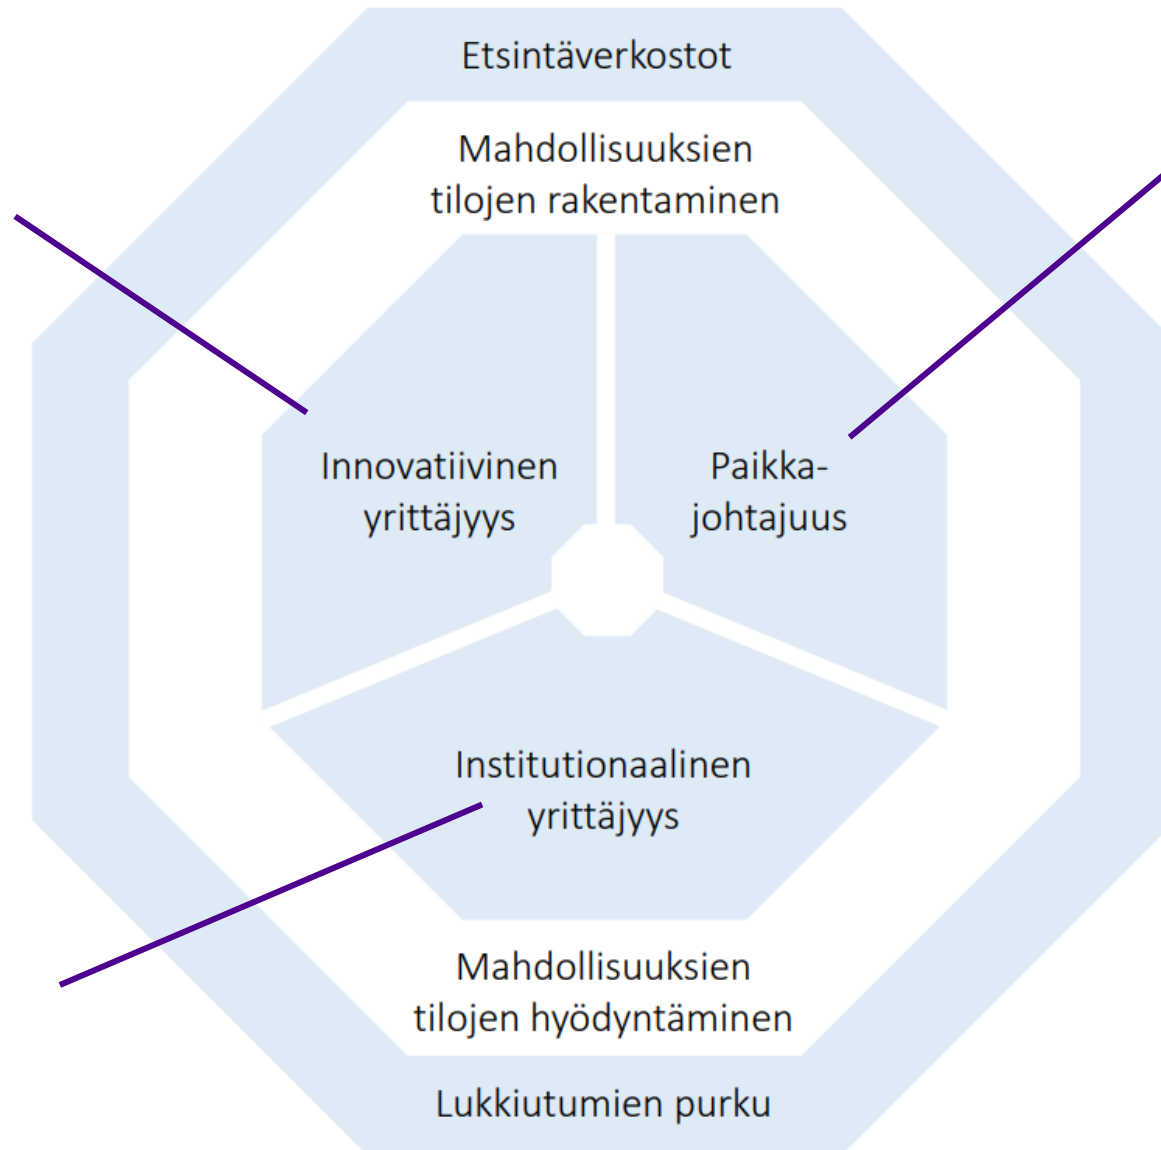 Etsintäverkostot
Mahdollisuuksien
tilojen rakentaminen
Innovatiivinen
yrittäjyys
Paikka-
johtajuus
Institutionaalinen
yrittäjyys
Mahdollisuuksien
tilojen hyödyntäminen
Lukkiutumien purku